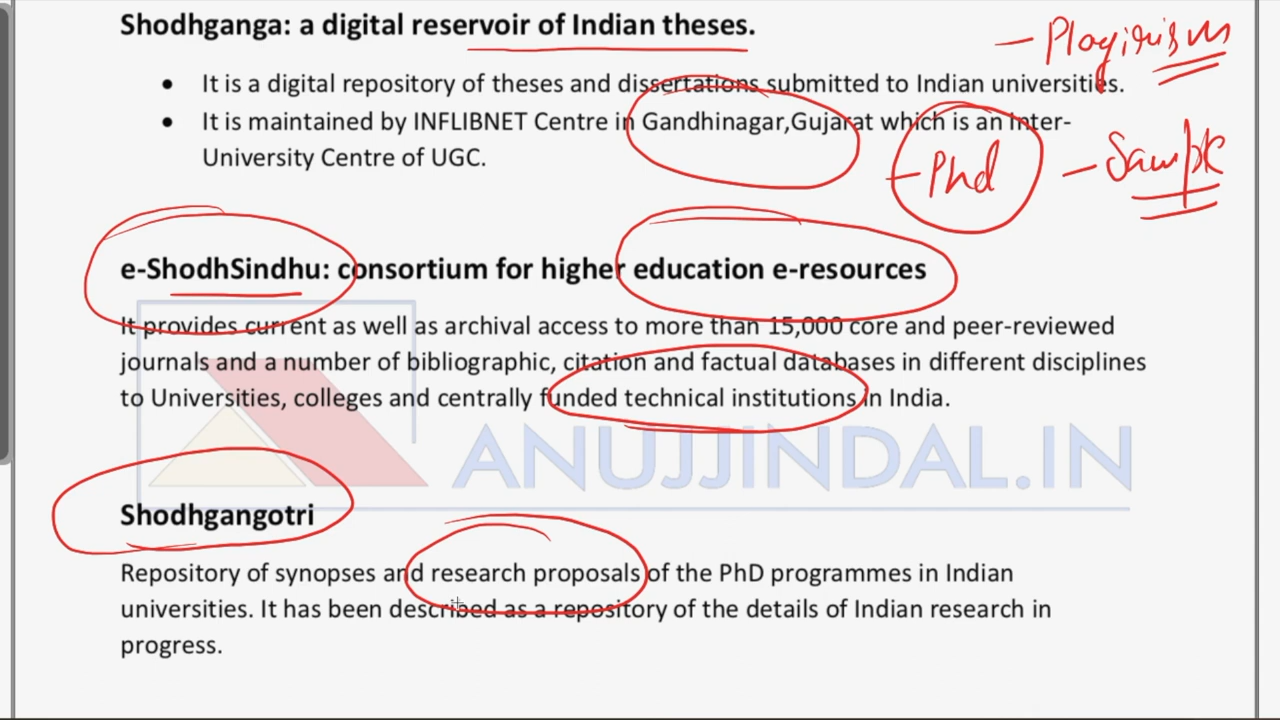 Shodhganga: a digital reservoir of Indian theses.
- Plagirism
• It is a digital repository of theses and dissertations submitted to Indian universities.
• It is maintained by INFLIBNET Centre in Gandhinagar,Gujarat which is an Inter-
University Centre of UGC.
- Phd
- Sample
e-ShodhSindhu: consortium for higher education e-resources
It provides current as well as archival access to more than 15,000 core and peer-reviewed
journals and a number of bibliographic, citation and factual databases in different disciplines
to Universities, colleges and centrally funded technical institutions in India.
ANUJJINDAL.IN
Shodhgangotri
Repository of synopses and research proposals of the PhD programmes in Indian
universities. It has been described as a repository of the details of Indian research in
progress.